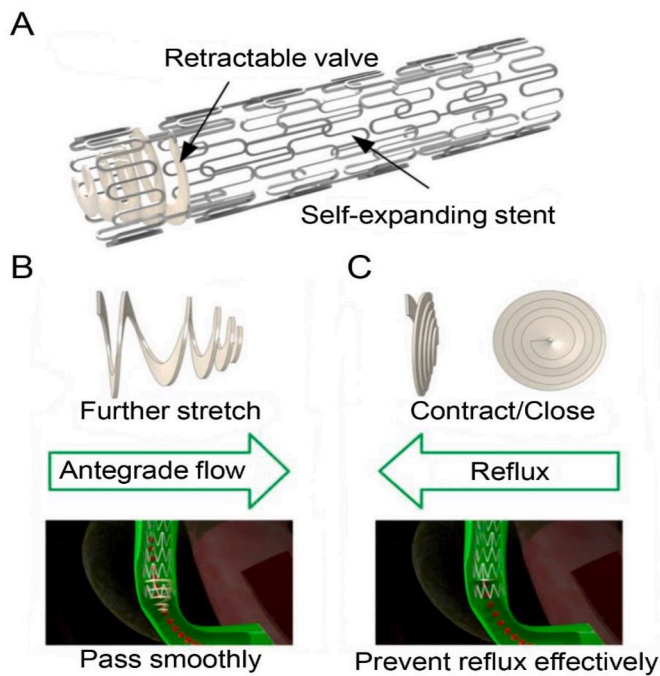 A
Retractable valve
Self-expanding stent
B
C
Further stretch
Contract/Close
Antegrade flow
Reflux
Pass smoothly
Prevent reflux effectively